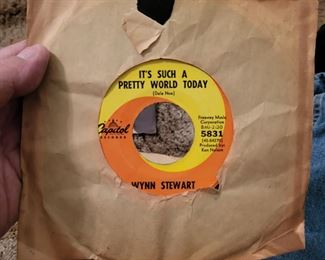 IT'S SUCH A
PRETTY WORLD TODAY
(Dale Noe)
Capitol
RECORDS
Freeway Music
Corporation
BMI-2:30
5831
Produced by:
Ken Nelson
WYNN STEWART